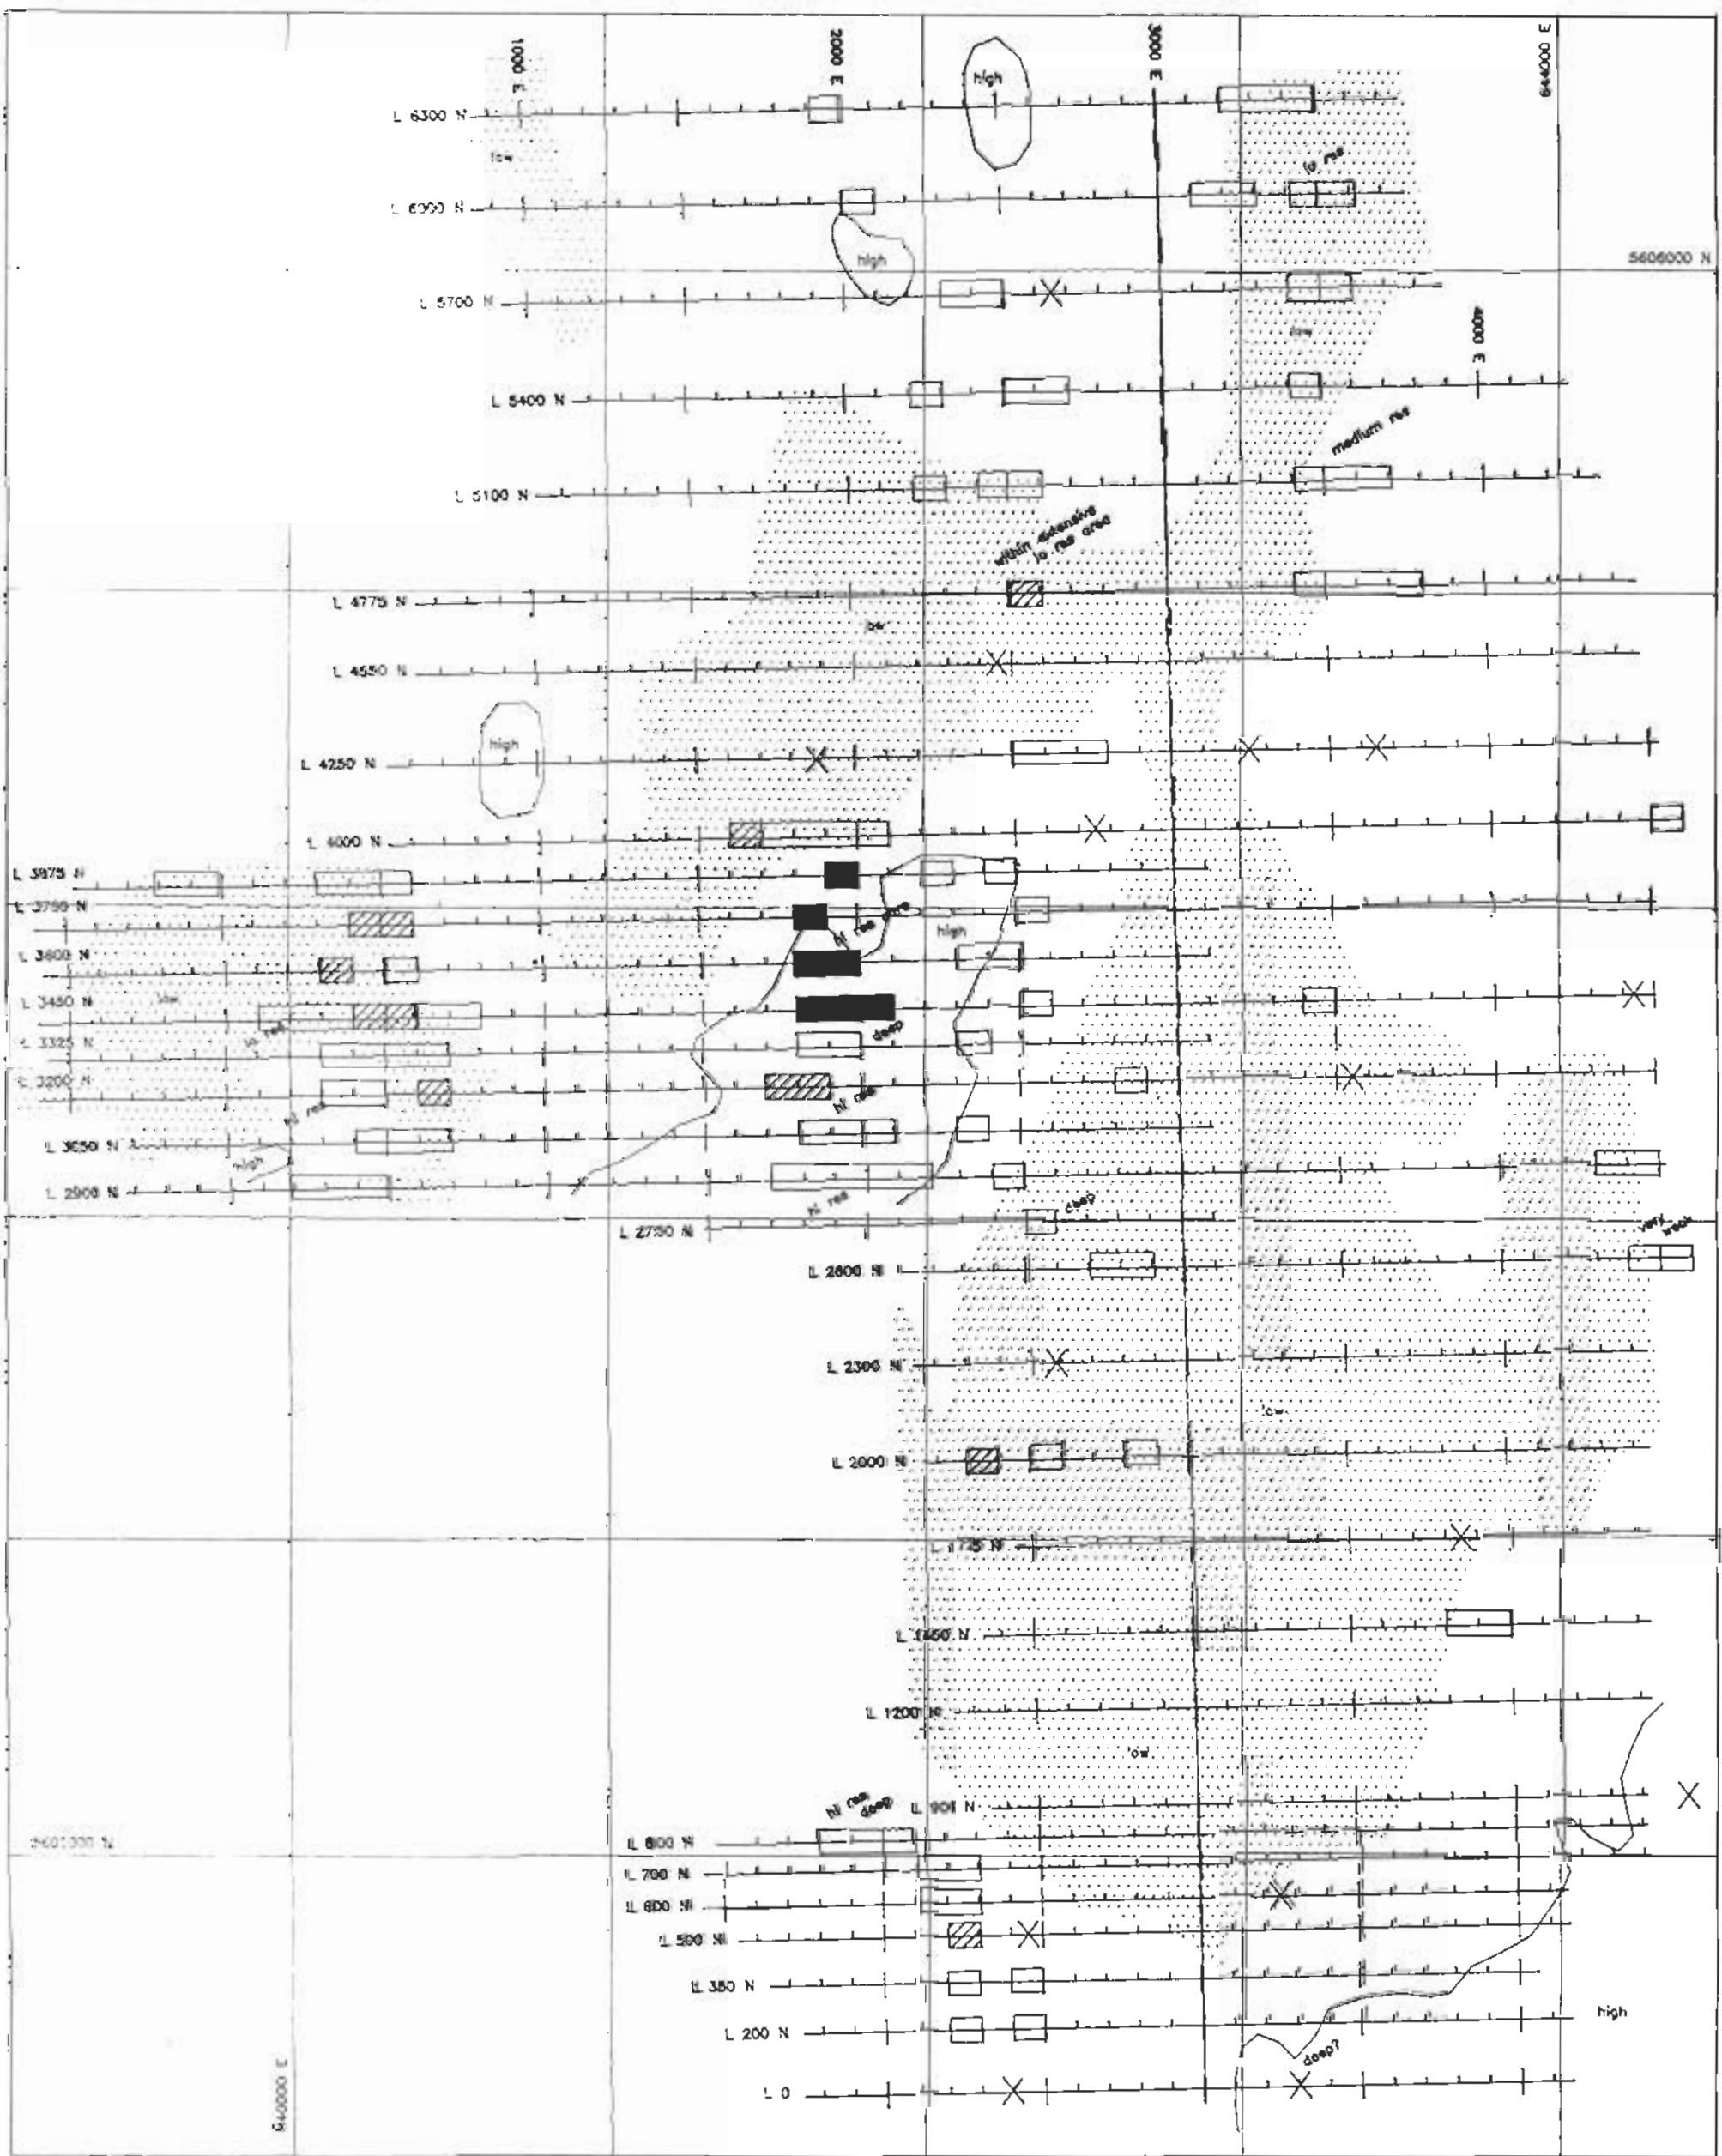 1000 E
2000 E
3000 E
644000 E
high
L 6300 N
low
lo res
L 6000 N
high
5606000 N
L 5700 N
low
4000 E
L 5400 N
medium res
L 5100 N
within extensive
lo res area
L 4775 N
low
L 4550 N
high
L 4250 N
L 4000 N
L 3875 N
L 3750 N
hi res core
high
L 3600 N
low
L 3450 N
lo res
deep
L 3325 N
L 3200 N
hi res
hi res
L 3050 N
high
L 2900 N
hi res
deep
L 2750 N
very
weak
L 2600 N
L 2300 N
low
L 2000 N
L 1725 N
L 1450 N
L 1200 N
low
hi res
deep
L 901 N
L 800 N
5601000 N
L 700 N
L 600 N
L 500 N
L 350 N
high
L 200 N
deep?
L 0
640000 E